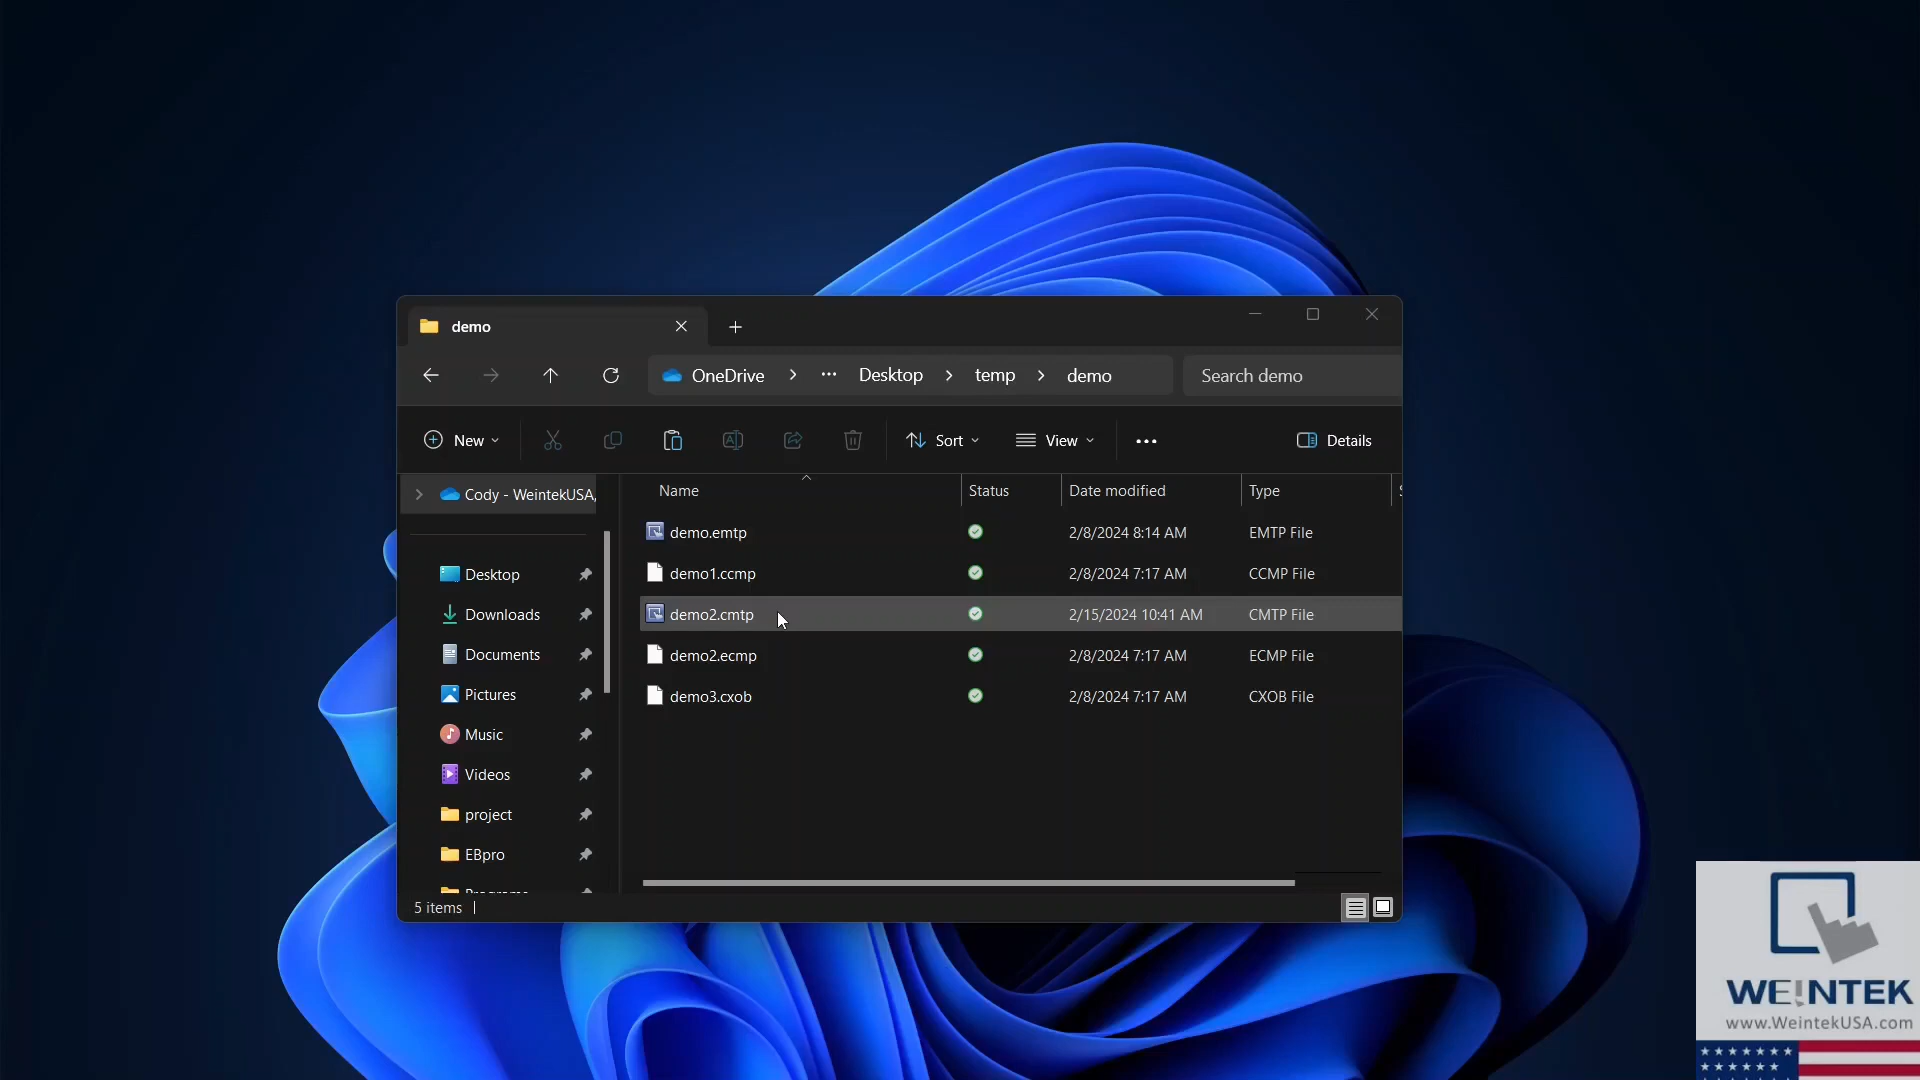 demo
OneDrive Desktop temp demo Search demo
New Sort View Details
Cody - WeintekUSA,
Name Status Date modified Type
demo.emtp 2/8/2024 8:14 AM EMTP File
demo1.ccmp 2/8/2024 7:17 AM CCMP File
demo2.cmtp 2/15/2024 10:41 AM CMTP File
demo2.ecmp 2/8/2024 7:17 AM ECMP File
demo3.cxob 2/8/2024 7:17 AM CXOB File
Desktop
Downloads
Documents
Pictures
Music
Videos
project
EBpro
5 items
WEINTEK
www.WeintekUSA.com